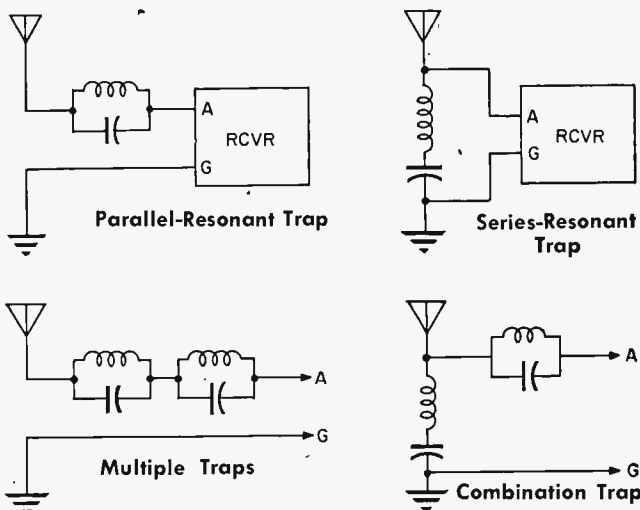 A
RCVR
G
Parallel-Resonant Trap
A
RCVR
G
Series-Resonant
Trap
A
G
Multiple Traps
A
G
Combination Trap